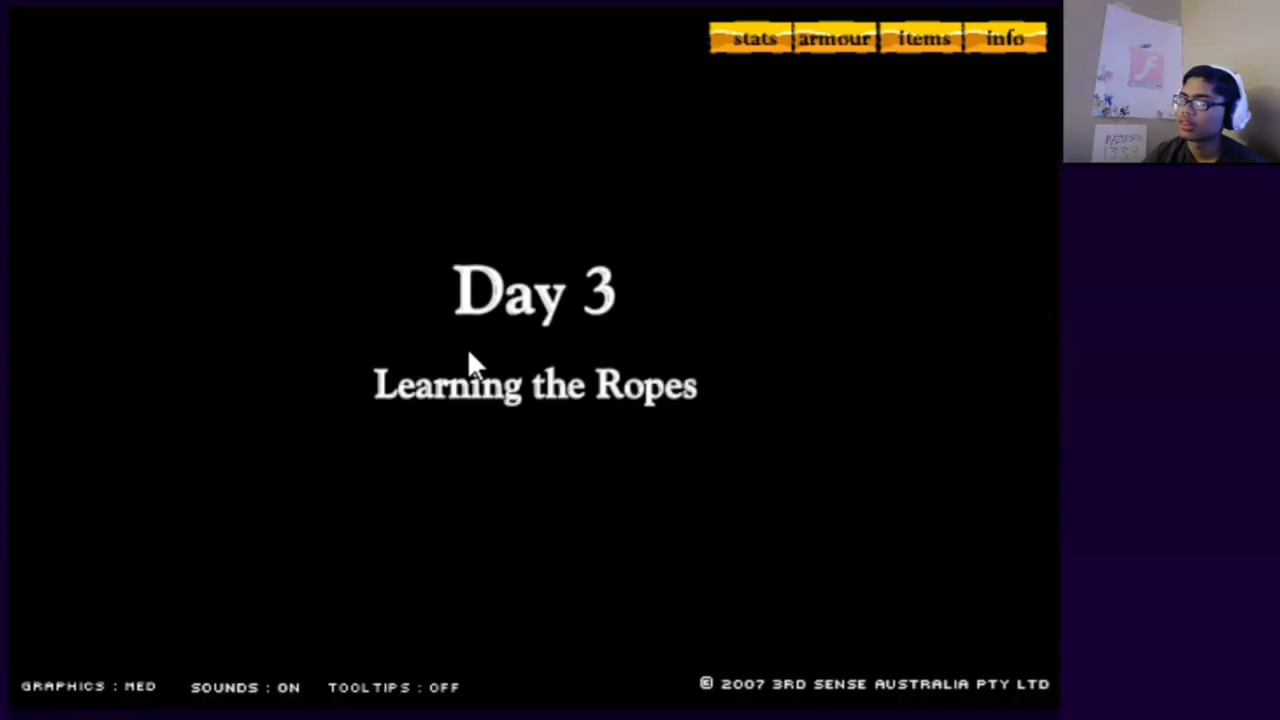 stats armour items info
Day 3
Learning the Ropes
GRAPHICS : MED SOUNDS : ON TOOLTIPS : OFF © 2007 3RD SENSE AUSTRALIA PTY LTD